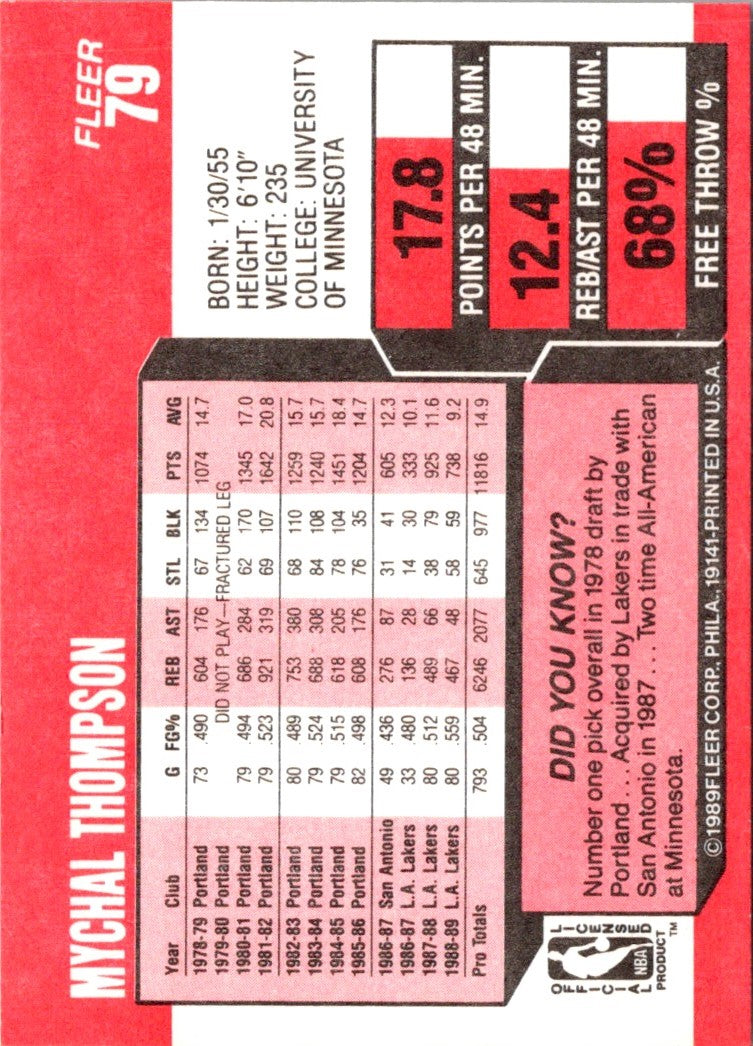 MYCHAL THOMPSON
FLEER
79
Year Club G FG% REB AST STL BLK PTS AVG
1978-79 Portland 73 .490 604 176 67 134 1074 14.7
1979-80 Portland DID NOT PLAY—FRACTURED LEG
1980-81 Portland 79 .494 686 284 62 170 1345 17.0
1981-82 Portland 79 .523 921 319 69 107 1642 20.8
1982-83 Portland 80 .489 753 380 68 110 1259 15.7
1983-84 Portland 79 .524 688 308 84 108 1240 15.7
1984-85 Portland 79 .515 618 205 78 104 1451 18.4
1985-86 Portland 82 .498 608 176 76 35 1204 14.7
1986-87 San Antonio 49 .436 276 87 31 41 605 12.3
1986-87 L.A. Lakers 33 .480 136 28 14 30 333 10.1
1987-88 L.A. Lakers 80 .512 489 66 38 79 925 11.6
1988-89 L.A. Lakers 80 .559 467 48 58 59 738 9.2
Pro Totals 793 .504 6246 2077 645 977 11816 14.9
BORN: 1/30/55
HEIGHT: 6'10"
WEIGHT: 235
COLLEGE: UNIVERSITY
OF MINNESOTA
17.8
POINTS PER 48 MIN.
12.4
REB/AST PER 48 MIN.
68%
FREE THROW %
DID YOU KNOW?
Number one pick overall in 1978 draft by
Portland . . . Acquired by Lakers in trade with
San Antonio in 1987 . . . Two time All-American
at Minnesota.
OFFICIAL LICENSED
NBA
PRODUCT™
©1989 FLEER CORP., PHILA., 19141-PRINTED IN U.S.A.